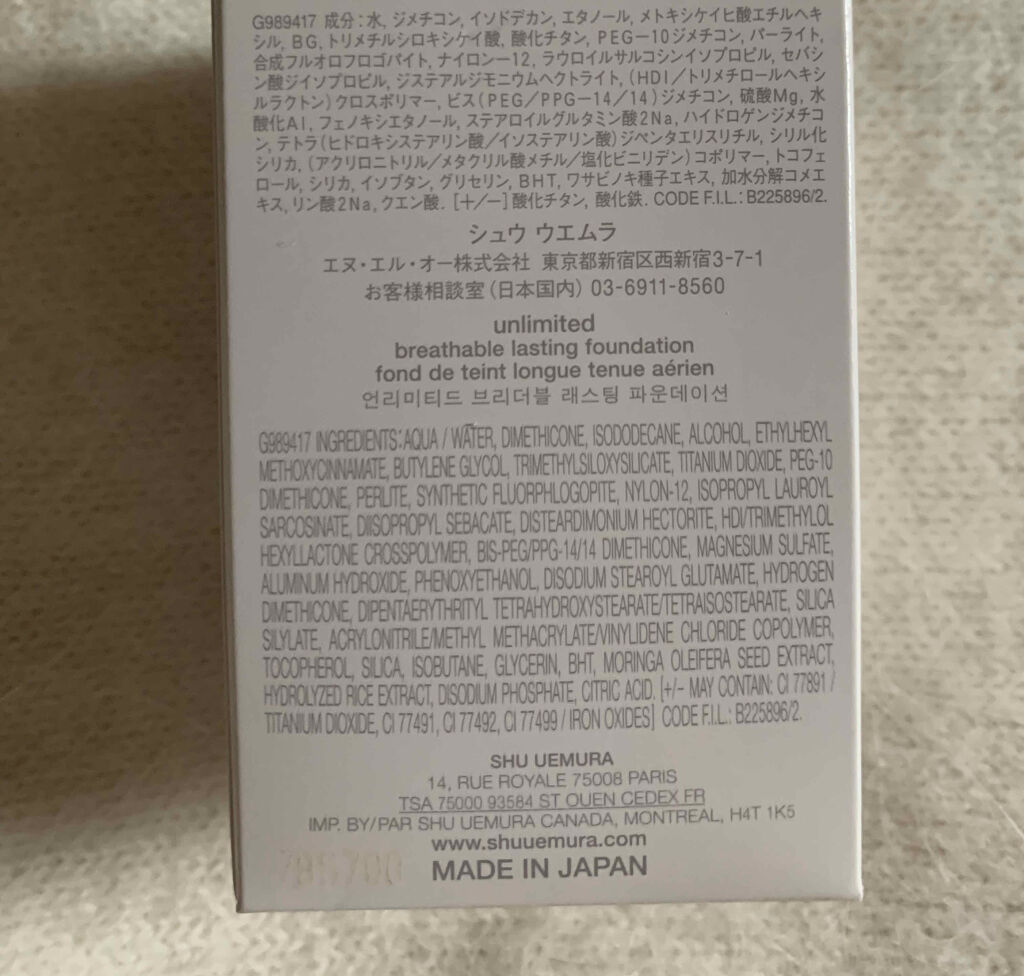 G989417 成分：水, ジメチコン, イソドデカン, エタノール, メトキシケイヒ酸エチルヘキ
シル, BG, トリメチルシロキシケイ酸, 酸化チタン, PEG－10ジメチコン, パーライト,
合成フルオロフロゴパイト, ナイロン－12, ラウロイルサルコシンイソプロピル, セバシ
ン酸ジイソプロピル, ジステアルジモニウムヘクトライト, (HDI／トリメチロールヘキシ
ルラクトン)クロスポリマー, ビス(PEG／PPG－14／14)ジメチコン, 硫酸Mg, 水
酸化Al, フェノキシエタノール, ステアロイルグルタミン酸2Na, ハイドロゲンジメチコ
ン, テトラ(ヒドロキシステアリン酸／イソステアリン酸)ジペンタエリスリチル, シリル化
シリカ, (アクリロニトリル／メタクリル酸メチル／塩化ビニリデン)コポリマー, トコフェ
ロール, シリカ, イソブタン, グリセリン, BHT, ワサビノキ種子エキス, 加水分解コメエ
キス, リン酸2Na, クエン酸. [＋／－]酸化チタン, 酸化鉄. CODE F.I.L.: B225896/2.
シュウ ウエムラ
エヌ・エル・オー株式会社 東京都新宿区西新宿3-7-1
お客様相談室（日本国内）03-6911-8560
unlimited
breathable lasting foundation
fond de teint longue tenue aérien
언리미티드 브리더블 래스팅 파운데이션
G989417 INGREDIENTS: AQUA / WATER, DIMETHICONE, ISODODECANE, ALCOHOL, ETHYLHEXYL
METHOXYCINNAMATE, BUTYLENE GLYCOL, TRIMETHYLSILOXYSILICATE, TITANIUM DIOXIDE, PEG-10
DIMETHICONE, PERLITE, SYNTHETIC FLUORPHLOGOPITE, NYLON-12, ISOPROPYL LAUROYL
SARCOSINATE, DIISOPROPYL SEBACATE, DISTEARDIMONIUM HECTORITE, HDI/TRIMETHYLOL
HEXYLLACTONE CROSSPOLYMER, BIS-PEG/PPG-14/14 DIMETHICONE, MAGNESIUM SULFATE,
ALUMINUM HYDROXIDE, PHENOXYETHANOL, DISODIUM STEAROYL GLUTAMATE, HYDROGEN
DIMETHICONE, DIPENTAERYTHRITYL TETRAHYDROXYSTEARATE/TETRAISOSTEARATE, SILICA
SILYLATE, ACRYLONITRILE/METHYL METHACRYLATE/VINYLIDENE CHLORIDE COPOLYMER,
TOCOPHEROL, SILICA, ISOBUTANE, GLYCERIN, BHT, MORINGA OLEIFERA SEED EXTRACT,
HYDROLYZED RICE EXTRACT, DISODIUM PHOSPHATE, CITRIC ACID. [+/- MAY CONTAIN: CI 77891 /
TITANIUM DIOXIDE, CI 77491, CI 77492, CI 77499 / IRON OXIDES] CODE F.I.L.: B225896/2.
SHU UEMURA
14, RUE ROYALE 75008 PARIS
TSA 75000 93584 ST OUEN CEDEX FR
IMP. BY/PAR SHU UEMURA CANADA, MONTREAL, H4T 1K5
www.shuuemura.com
MADE IN JAPAN